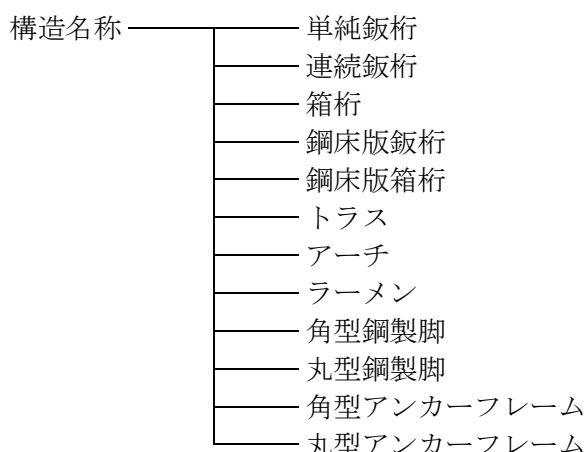 構造名称
単純鈑桁
連続鈑桁
箱桁
鋼床版鈑桁
鋼床版箱桁
トラス
アーチ
ラーメン
角型鋼製脚
丸型鋼製脚
角型アンカーフレーム
丸型アンカーフレーム